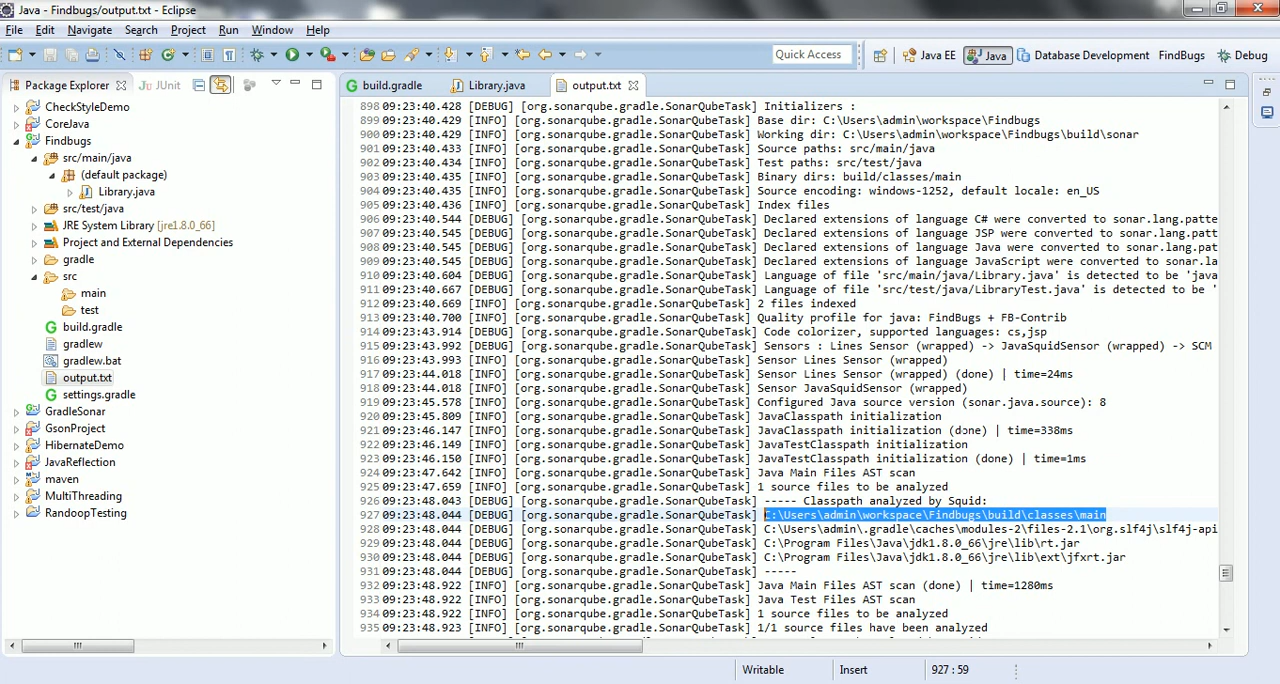 Java - Findbugs/output.txt - Eclipse
File Edit Navigate Search Project Run Window Help
Quick Access
Java EE Java Database Development FindBugs Debug
Package Explorer JUnit
CheckStyleDemo
CoreJava
Findbugs
src/main/java
(default package)
Library.java
src/test/java
JRE System Library [jre1.8.0_66]
Project and External Dependencies
gradle
src
main
test
build.gradle
gradlew
gradlew.bat
output.txt
settings.gradle
GradleSonar
GsonProject
HibernateDemo
JavaReflection
maven
MultiThreading
RandoopTesting
build.gradle Library.java output.txt
898 09:23:40.428 [DEBUG] [org.sonarqube.gradle.SonarQubeTask] Initializers :
899 09:23:40.429 [INFO] [org.sonarqube.gradle.SonarQubeTask] Base dir: C:\Users\admin\workspace\Findbugs
900 09:23:40.429 [INFO] [org.sonarqube.gradle.SonarQubeTask] Working dir: C:\Users\admin\workspace\Findbugs\build\sonar
901 09:23:40.433 [INFO] [org.sonarqube.gradle.SonarQubeTask] Source paths: src/main/java
902 09:23:40.434 [INFO] [org.sonarqube.gradle.SonarQubeTask] Test paths: src/test/java
903 09:23:40.435 [INFO] [org.sonarqube.gradle.SonarQubeTask] Binary dirs: build/classes/main
904 09:23:40.435 [INFO] [org.sonarqube.gradle.SonarQubeTask] Source encoding: windows-1252, default locale: en_US
905 09:23:40.436 [INFO] [org.sonarqube.gradle.SonarQubeTask] Index files
906 09:23:40.544 [DEBUG] [org.sonarqube.gradle.SonarQubeTask] Declared extensions of language C# were converted to sonar.lang.patte
907 09:23:40.545 [DEBUG] [org.sonarqube.gradle.SonarQubeTask] Declared extensions of language JSP were converted to sonar.lang.patt
908 09:23:40.545 [DEBUG] [org.sonarqube.gradle.SonarQubeTask] Declared extensions of language Java were converted to sonar.lang.pat
909 09:23:40.545 [DEBUG] [org.sonarqube.gradle.SonarQubeTask] Declared extensions of language JavaScript were converted to sonar.la
910 09:23:40.604 [DEBUG] [org.sonarqube.gradle.SonarQubeTask] Language of file 'src/main/java/Library.java' is detected to be 'java
911 09:23:40.667 [DEBUG] [org.sonarqube.gradle.SonarQubeTask] Language of file 'src/test/java/LibraryTest.java' is detected to be '
912 09:23:40.669 [INFO] [org.sonarqube.gradle.SonarQubeTask] 2 files indexed
913 09:23:40.700 [INFO] [org.sonarqube.gradle.SonarQubeTask] Quality profile for java: FindBugs + FB-Contrib
914 09:23:43.914 [DEBUG] [org.sonarqube.gradle.SonarQubeTask] Code colorizer, supported languages: cs,jsp
915 09:23:43.992 [DEBUG] [org.sonarqube.gradle.SonarQubeTask] Sensors : Lines Sensor (wrapped) -> JavaSquidSensor (wrapped) -> SCM
916 09:23:43.993 [INFO] [org.sonarqube.gradle.SonarQubeTask] Sensor Lines Sensor (wrapped)
917 09:23:44.018 [INFO] [org.sonarqube.gradle.SonarQubeTask] Sensor Lines Sensor (wrapped) (done) | time=24ms
918 09:23:44.018 [INFO] [org.sonarqube.gradle.SonarQubeTask] Sensor JavaSquidSensor (wrapped)
919 09:23:45.578 [INFO] [org.sonarqube.gradle.SonarQubeTask] Configured Java source version (sonar.java.source): 8
920 09:23:45.809 [INFO] [org.sonarqube.gradle.SonarQubeTask] JavaClasspath initialization
921 09:23:46.147 [INFO] [org.sonarqube.gradle.SonarQubeTask] JavaClasspath initialization (done) | time=338ms
922 09:23:46.157 [INFO] [org.sonarqube.gradle.SonarQubeTask] JavaTestClasspath initialization
923 09:23:46.159 [INFO] [org.sonarqube.gradle.SonarQubeTask] JavaTestClasspath initialization (done) | time=1ms
924 09:23:47.642 [INFO] [org.sonarqube.gradle.SonarQubeTask] Java Main Files AST scan
925 09:23:47.659 [INFO] [org.sonarqube.gradle.SonarQubeTask] 1 source files to be analyzed
926 09:23:48.043 [DEBUG] [org.sonarqube.gradle.SonarQubeTask] ----- Classpath analyzed by Squid:
927 09:23:48.044 [DEBUG] [org.sonarqube.gradle.SonarQubeTask] C:\Users\admin\workspace\Findbugs\build\classes\main
928 09:23:48.044 [DEBUG] [org.sonarqube.gradle.SonarQubeTask] C:\Users\admin\.gradle\caches\modules-2\files-2.1\org.slf4j\slf4j-api
929 09:23:48.044 [DEBUG] [org.sonarqube.gradle.SonarQubeTask] C:\Program Files\Java\jdk1.8.0_66\jre\lib\rt.jar
930 09:23:48.044 [DEBUG] [org.sonarqube.gradle.SonarQubeTask] C:\Program Files\Java\jdk1.8.0_66\jre\lib\ext\jfxrt.jar
931 09:23:48.044 [DEBUG] [org.sonarqube.gradle.SonarQubeTask] -----
932 09:23:48.922 [INFO] [org.sonarqube.gradle.SonarQubeTask] Java Main Files AST scan (done) | time=1280ms
933 09:23:48.922 [INFO] [org.sonarqube.gradle.SonarQubeTask] Java Test Files AST scan
934 09:23:48.922 [INFO] [org.sonarqube.gradle.SonarQubeTask] 1 source files to be analyzed
935 09:23:48.923 [INFO] [org.sonarqube.gradle.SonarQubeTask] 1/1 source files have been analyzed
Writable Insert 927 : 59